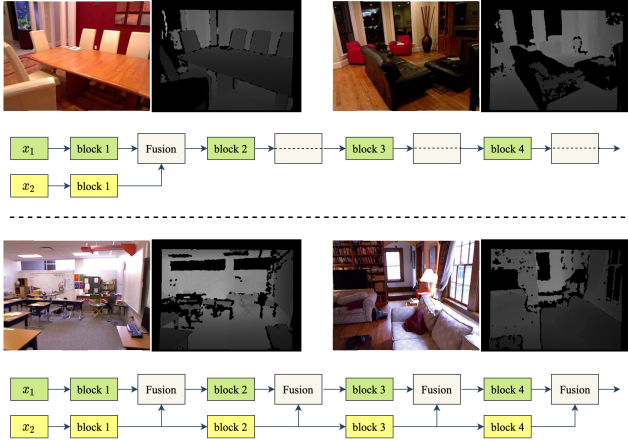 x₁ block 1 Fusion block 2 block 3 block 4
x₂ block 1
x₁ block 1 Fusion block 2 Fusion block 3 Fusion block 4 Fusion
x₂ block 1 block 2 block 3 block 4